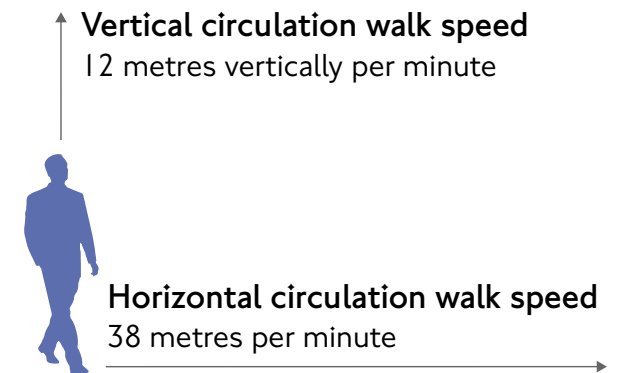 Vertical circulation walk speed
12 metres vertically per minute
Horizontal circulation walk speed
38 metres per minute